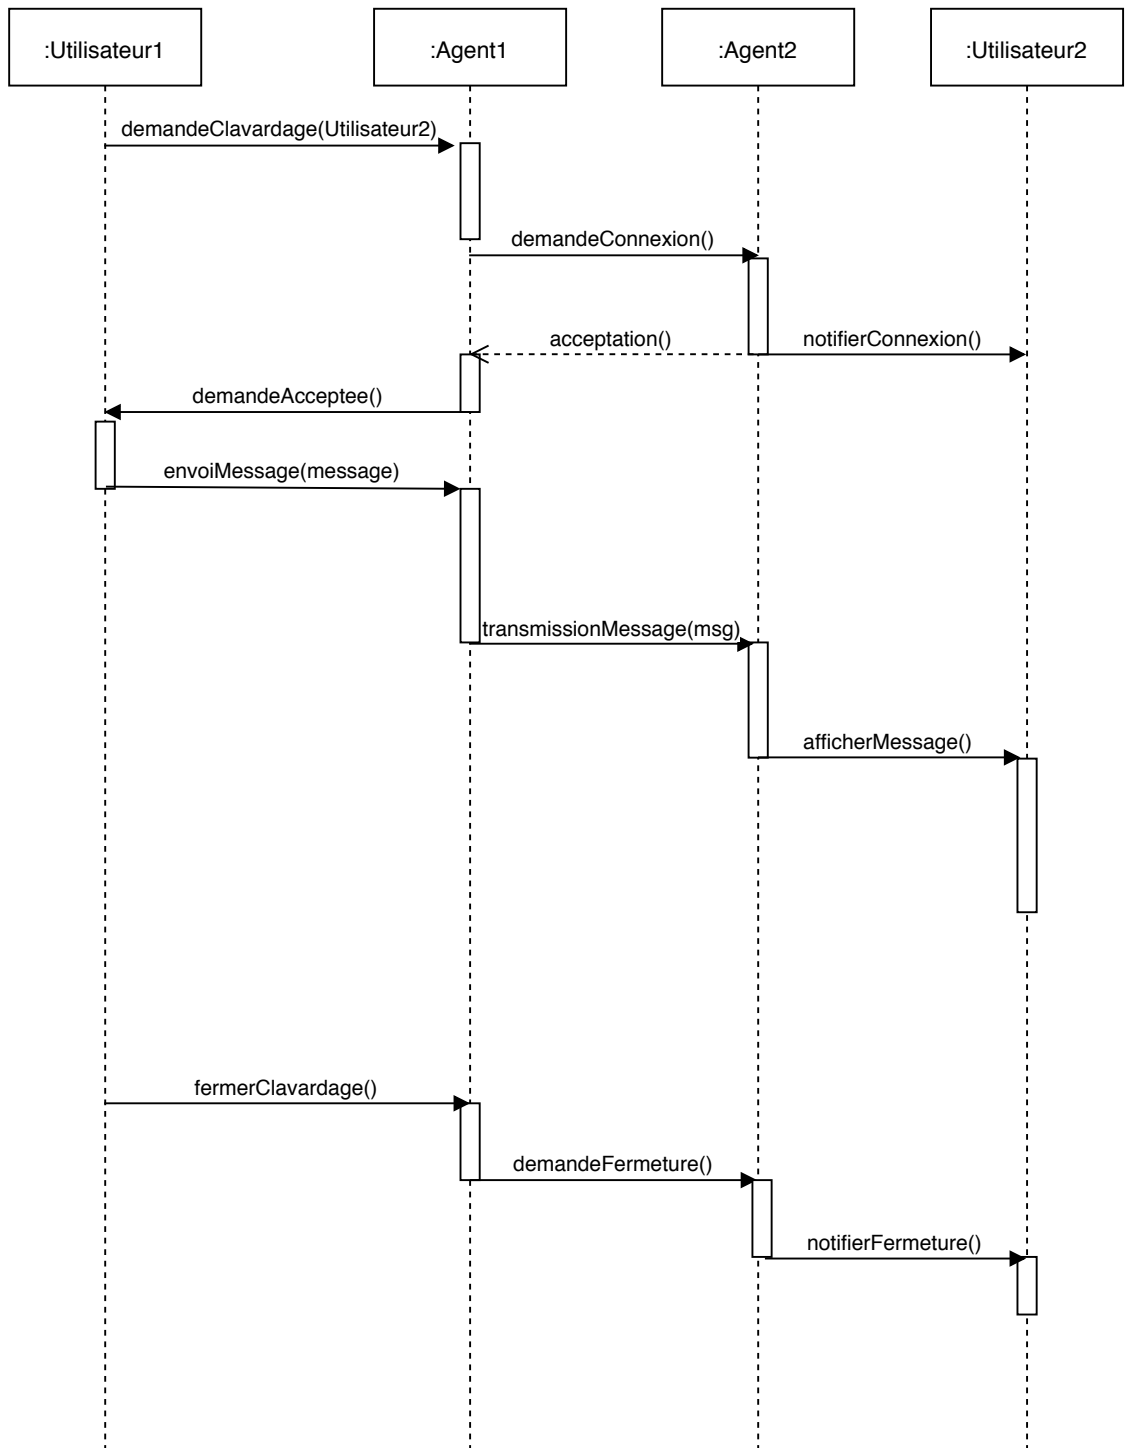 :Utilisateur1
:Agent1
:Agent2
:Utilisateur2
demandeClavardage(Utilisateur2)
demandeConnexion()
acceptation()
notifierConnexion()
demandeAcceptee()
envoiMessage(message)
transmissionMessage(msg)
afficherMessage()
fermerClavardage()
demandeFermeture()
notifierFermeture()